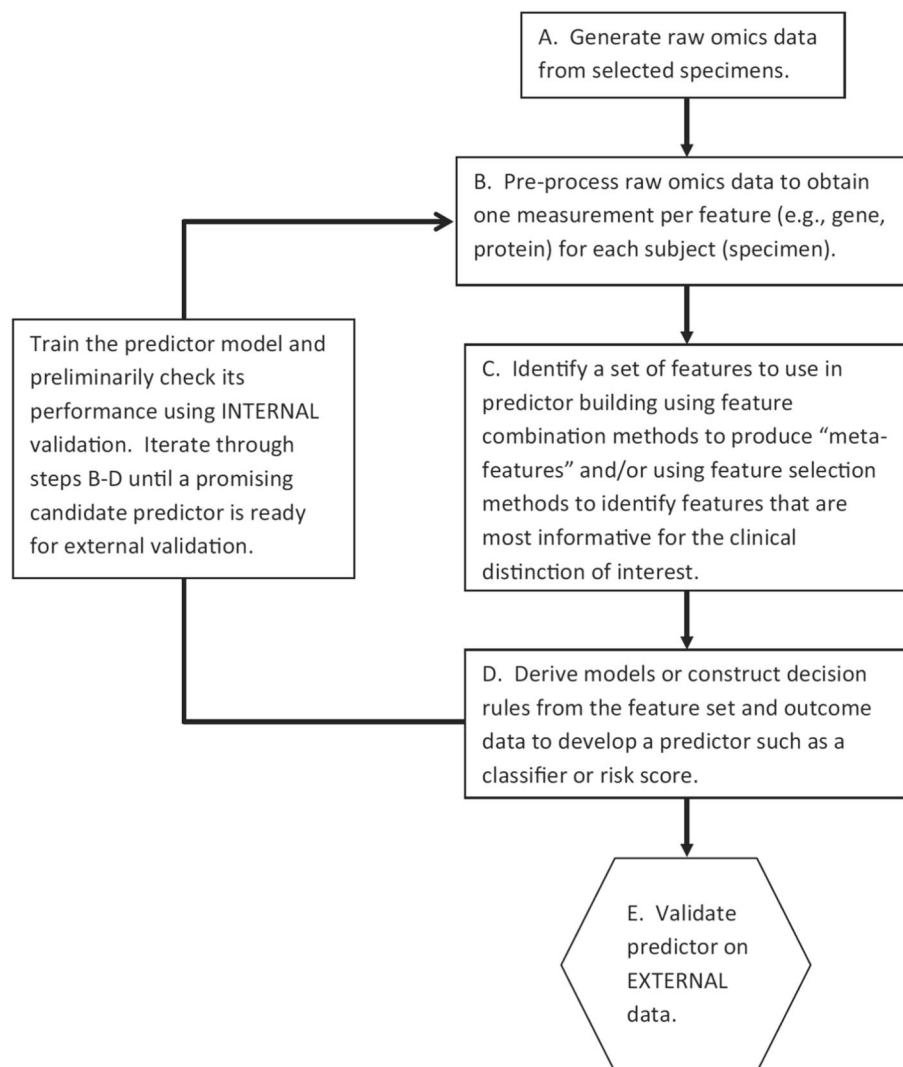 A.  Generate raw omics data
from selected specimens.
B.  Pre-process raw omics data to obtain
one measurement per feature (e.g., gene,
protein) for each subject (specimen).
Train the predictor model and
preliminarily check its
performance using INTERNAL
validation.  Iterate through
steps B-D until a promising
candidate predictor is ready
for external validation.
C.  Identify a set of features to use in
predictor building using feature
combination methods to produce “meta-
features” and/or using feature selection
methods to identify features that are
most informative for the clinical
distinction of interest.
D.  Derive models or construct decision
rules from the feature set and outcome
data to develop a predictor such as a
classifier or risk score.
E.  Validate
predictor on
EXTERNAL
data.